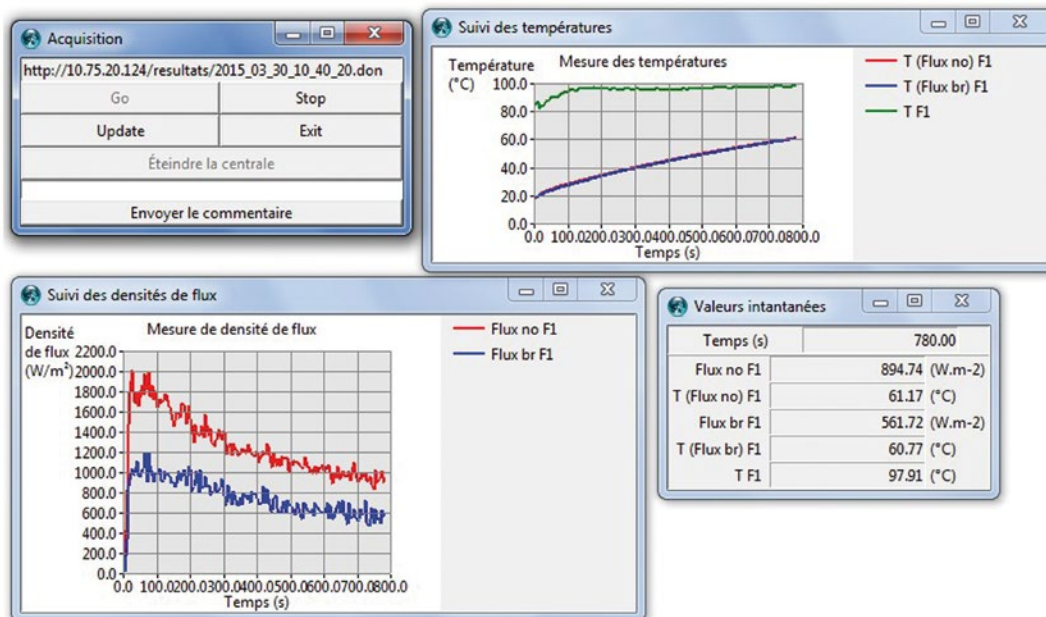 Acquisition
http://10.75.20.124/resultats/2015_03_30_10_40_20.don
Go Stop
Update Exit
Éteindre la centrale
Envoyer le commentaire
Suivi des températures
Température
(°C)
Mesure des températures
100.0
80.0
60.0
40.0
20.0
0.0
0.0 100.0200.0300.0400.0500.0600.0700.0800.0
Temps (s)
T (Flux no) F1
T (Flux br) F1
T F1
Suivi des densités de flux
Densité
de flux
(W/m²)
Mesure de densité de flux
2200.0
2000.0
1800.0
1600.0
1400.0
1200.0
1000.0
800.0
600.0
400.0
200.0
0.0
0.0 100.0200.0300.0400.0500.0600.0700.0800.0
Temps (s)
Flux no F1
Flux br F1
Valeurs intantanées
Temps (s) 780.00
Flux no F1 894.74 (W.m-2)
T (Flux no) F1 61.17 (°C)
Flux br F1 561.72 (W.m-2)
T (Flux br) F1 60.77 (°C)
T F1 97.91 (°C)